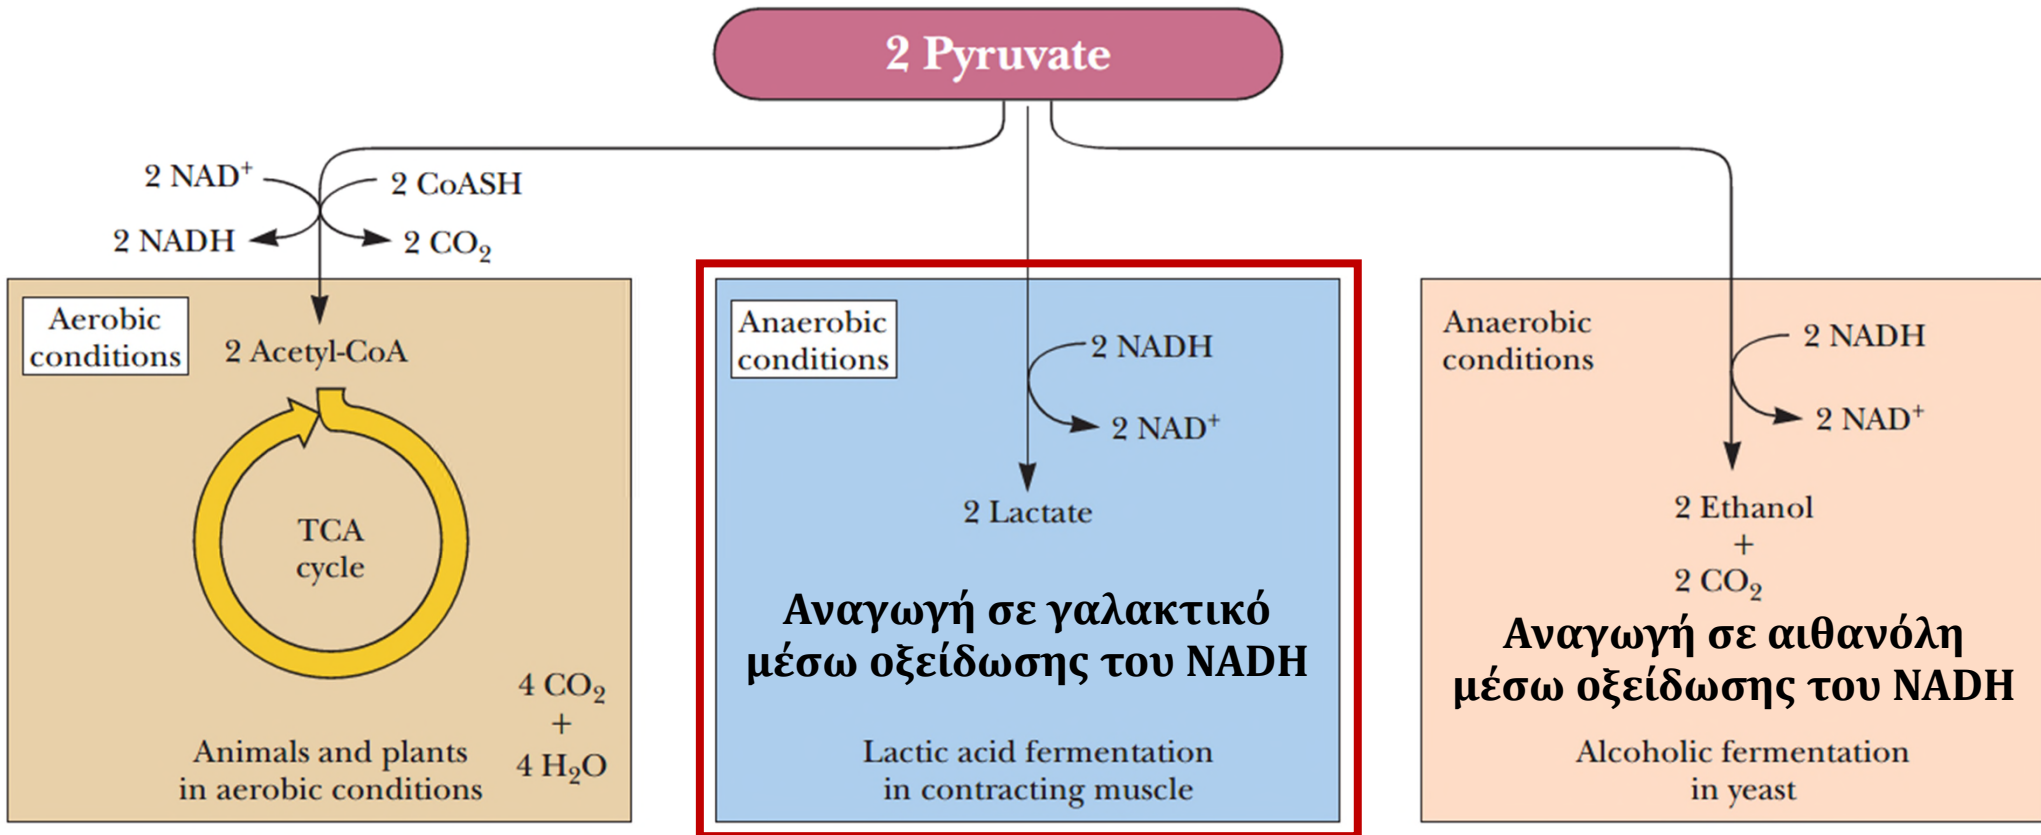 2 Pyruvate
2 NAD⁺
2 CoASH
2 NADH
2 CO₂
Aerobic
conditions
2 Acetyl-CoA
TCA
cycle
4 CO₂
+
4 H₂O
Animals and plants
in aerobic conditions
Anaerobic
conditions
2 NADH
2 NAD⁺
2 Lactate
Αναγωγή σε γαλακτικό
μέσω οξείδωσης του NADH
Lactic acid fermentation
in contracting muscle
Anaerobic
conditions
2 NADH
2 NAD⁺
2 Ethanol
+
2 CO₂
Αναγωγή σε αιθανόλη
μέσω οξείδωσης του NADH
Alcoholic fermentation
in yeast